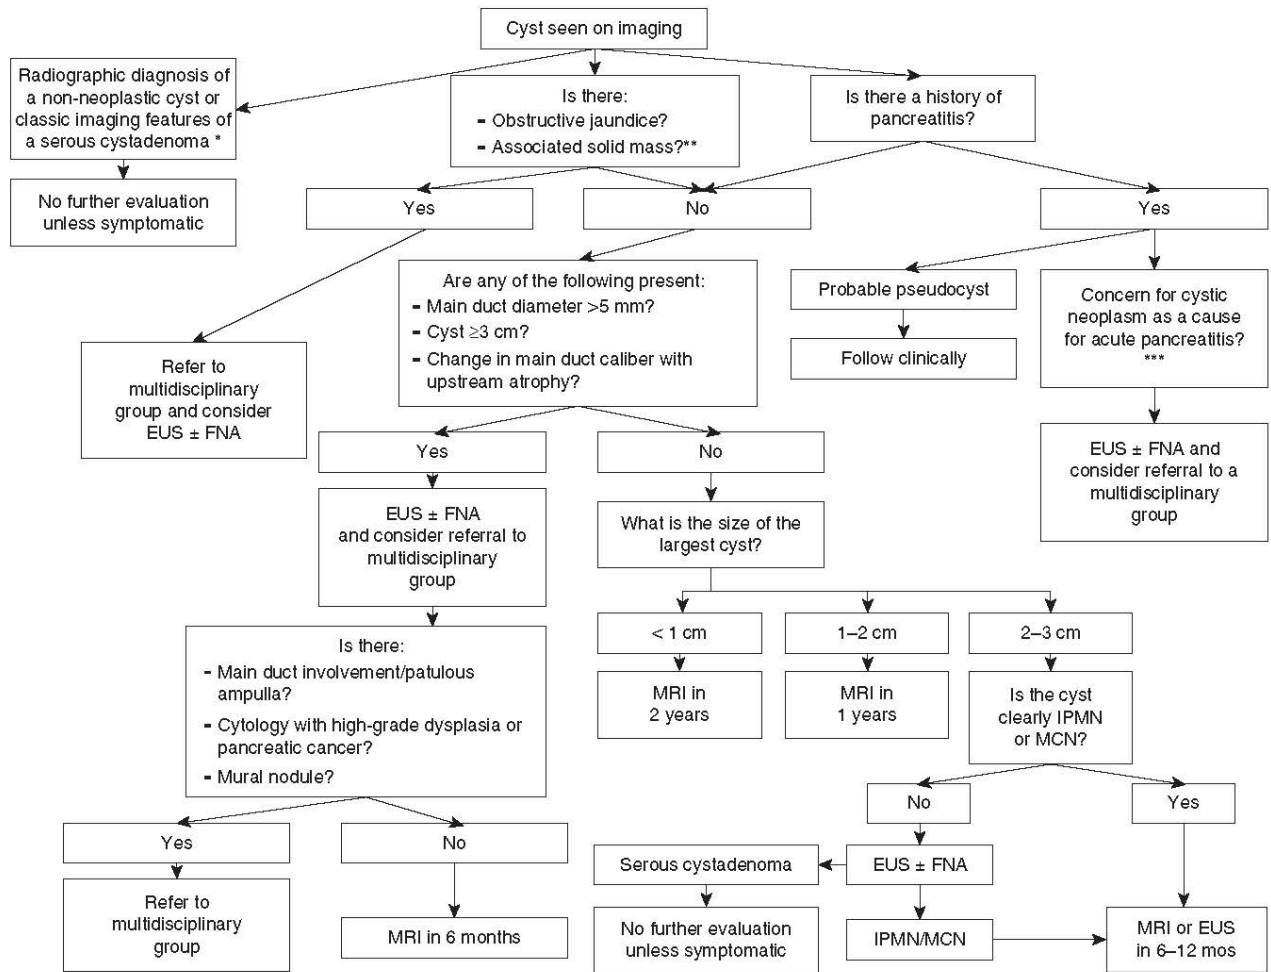 Cyst seen on imaging
Radiographic diagnosis of
a non-neoplastic cyst or
classic imaging features of
a serous cystadenoma *
No further evaluation
unless symptomatic
Is there:
- Obstructive jaundice?
- Associated solid mass?**
Is there a history of
pancreatitis?
Yes
No
Yes
Refer to
multidisciplinary
group and consider
EUS ± FNA
Are any of the following present:
- Main duct diameter >5 mm?
- Cyst ≥3 cm?
- Change in main duct caliber with
upstream atrophy?
Probable pseudocyst
Follow clinically
Concern for cystic
neoplasm as a cause
for acute pancreatitis?
***
EUS ± FNA and
consider referral to a
multidisciplinary
group
Yes
No
EUS ± FNA
and consider referral to
multidisciplinary
group
What is the size of the
largest cyst?
Is there:
- Main duct involvement/patulous
ampulla?
- Cytology with high-grade dysplasia or
pancreatic cancer?
- Mural nodule?
< 1 cm
1–2 cm
2–3 cm
MRI in
2 years
MRI in
1 years
Is the cyst
clearly IPMN
or MCN?
Yes
No
Refer to
multidisciplinary
group
MRI in 6 months
No
Yes
Serous cystadenoma
EUS ± FNA
No further evaluation
unless symptomatic
IPMN/MCN
MRI or EUS
in 6–12 mos